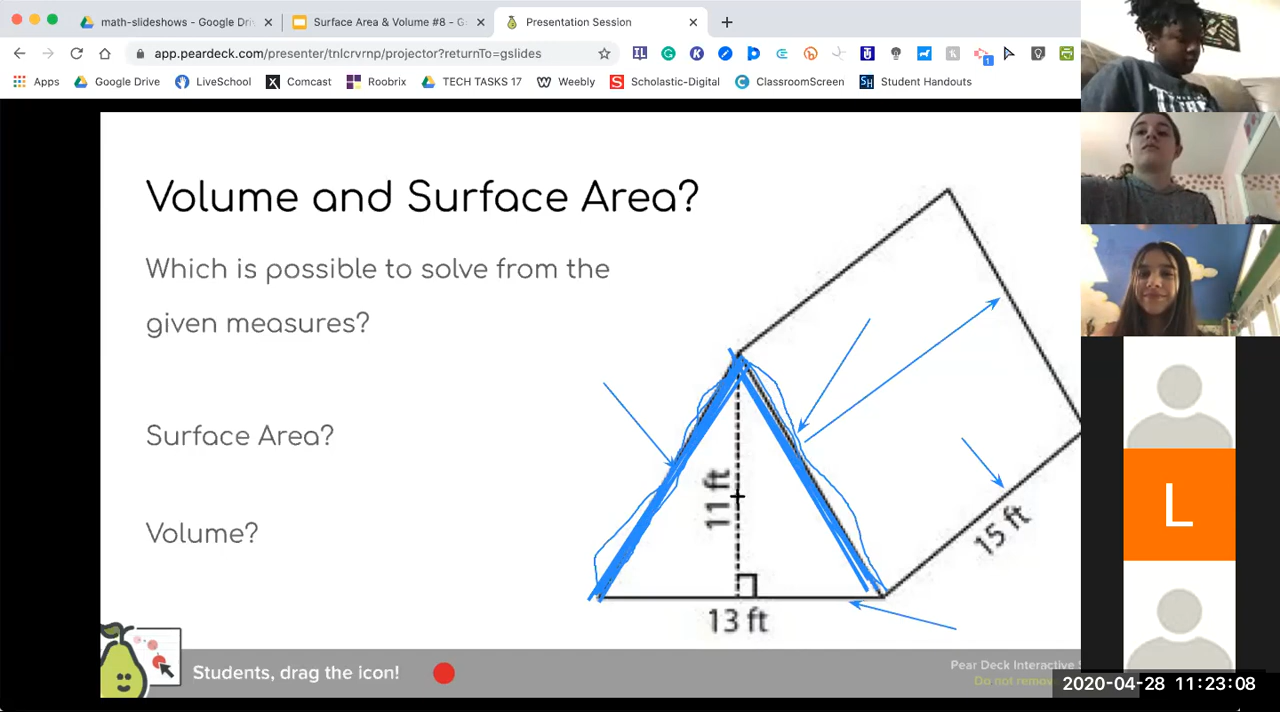 math-slideshows - Google Dri
Surface Area & Volume #8 - G
Presentation Session
app.peardeck.com/presenter/tnlcrvrnp/projector?returnTo=gslides
Apps
Google Drive
LiveSchool
Comcast
Roobrix
TECH TASKS 17
Weebly
Scholastic-Digital
ClassroomScreen
Student Handouts
Volume and Surface Area?
Which is possible to solve from the
given measures?
Surface Area?
Volume?
11 ft
13 ft
15 ft
Students, drag the icon!
Pear Deck Interactive S
Do not remov
L
2020-04-28 11:23:08